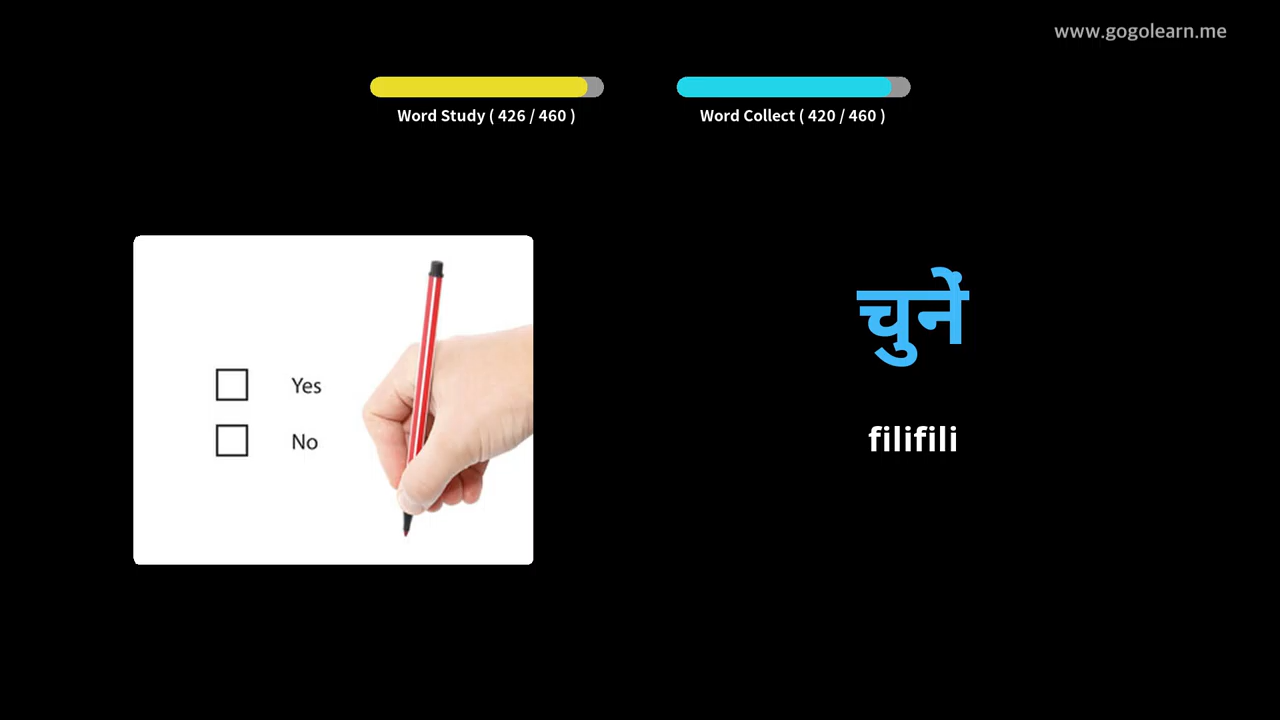 www.gogolearn.me
Word Study ( 426 / 460 )
Word Collect ( 420 / 460 )
Yes
No
चुनें
filifili